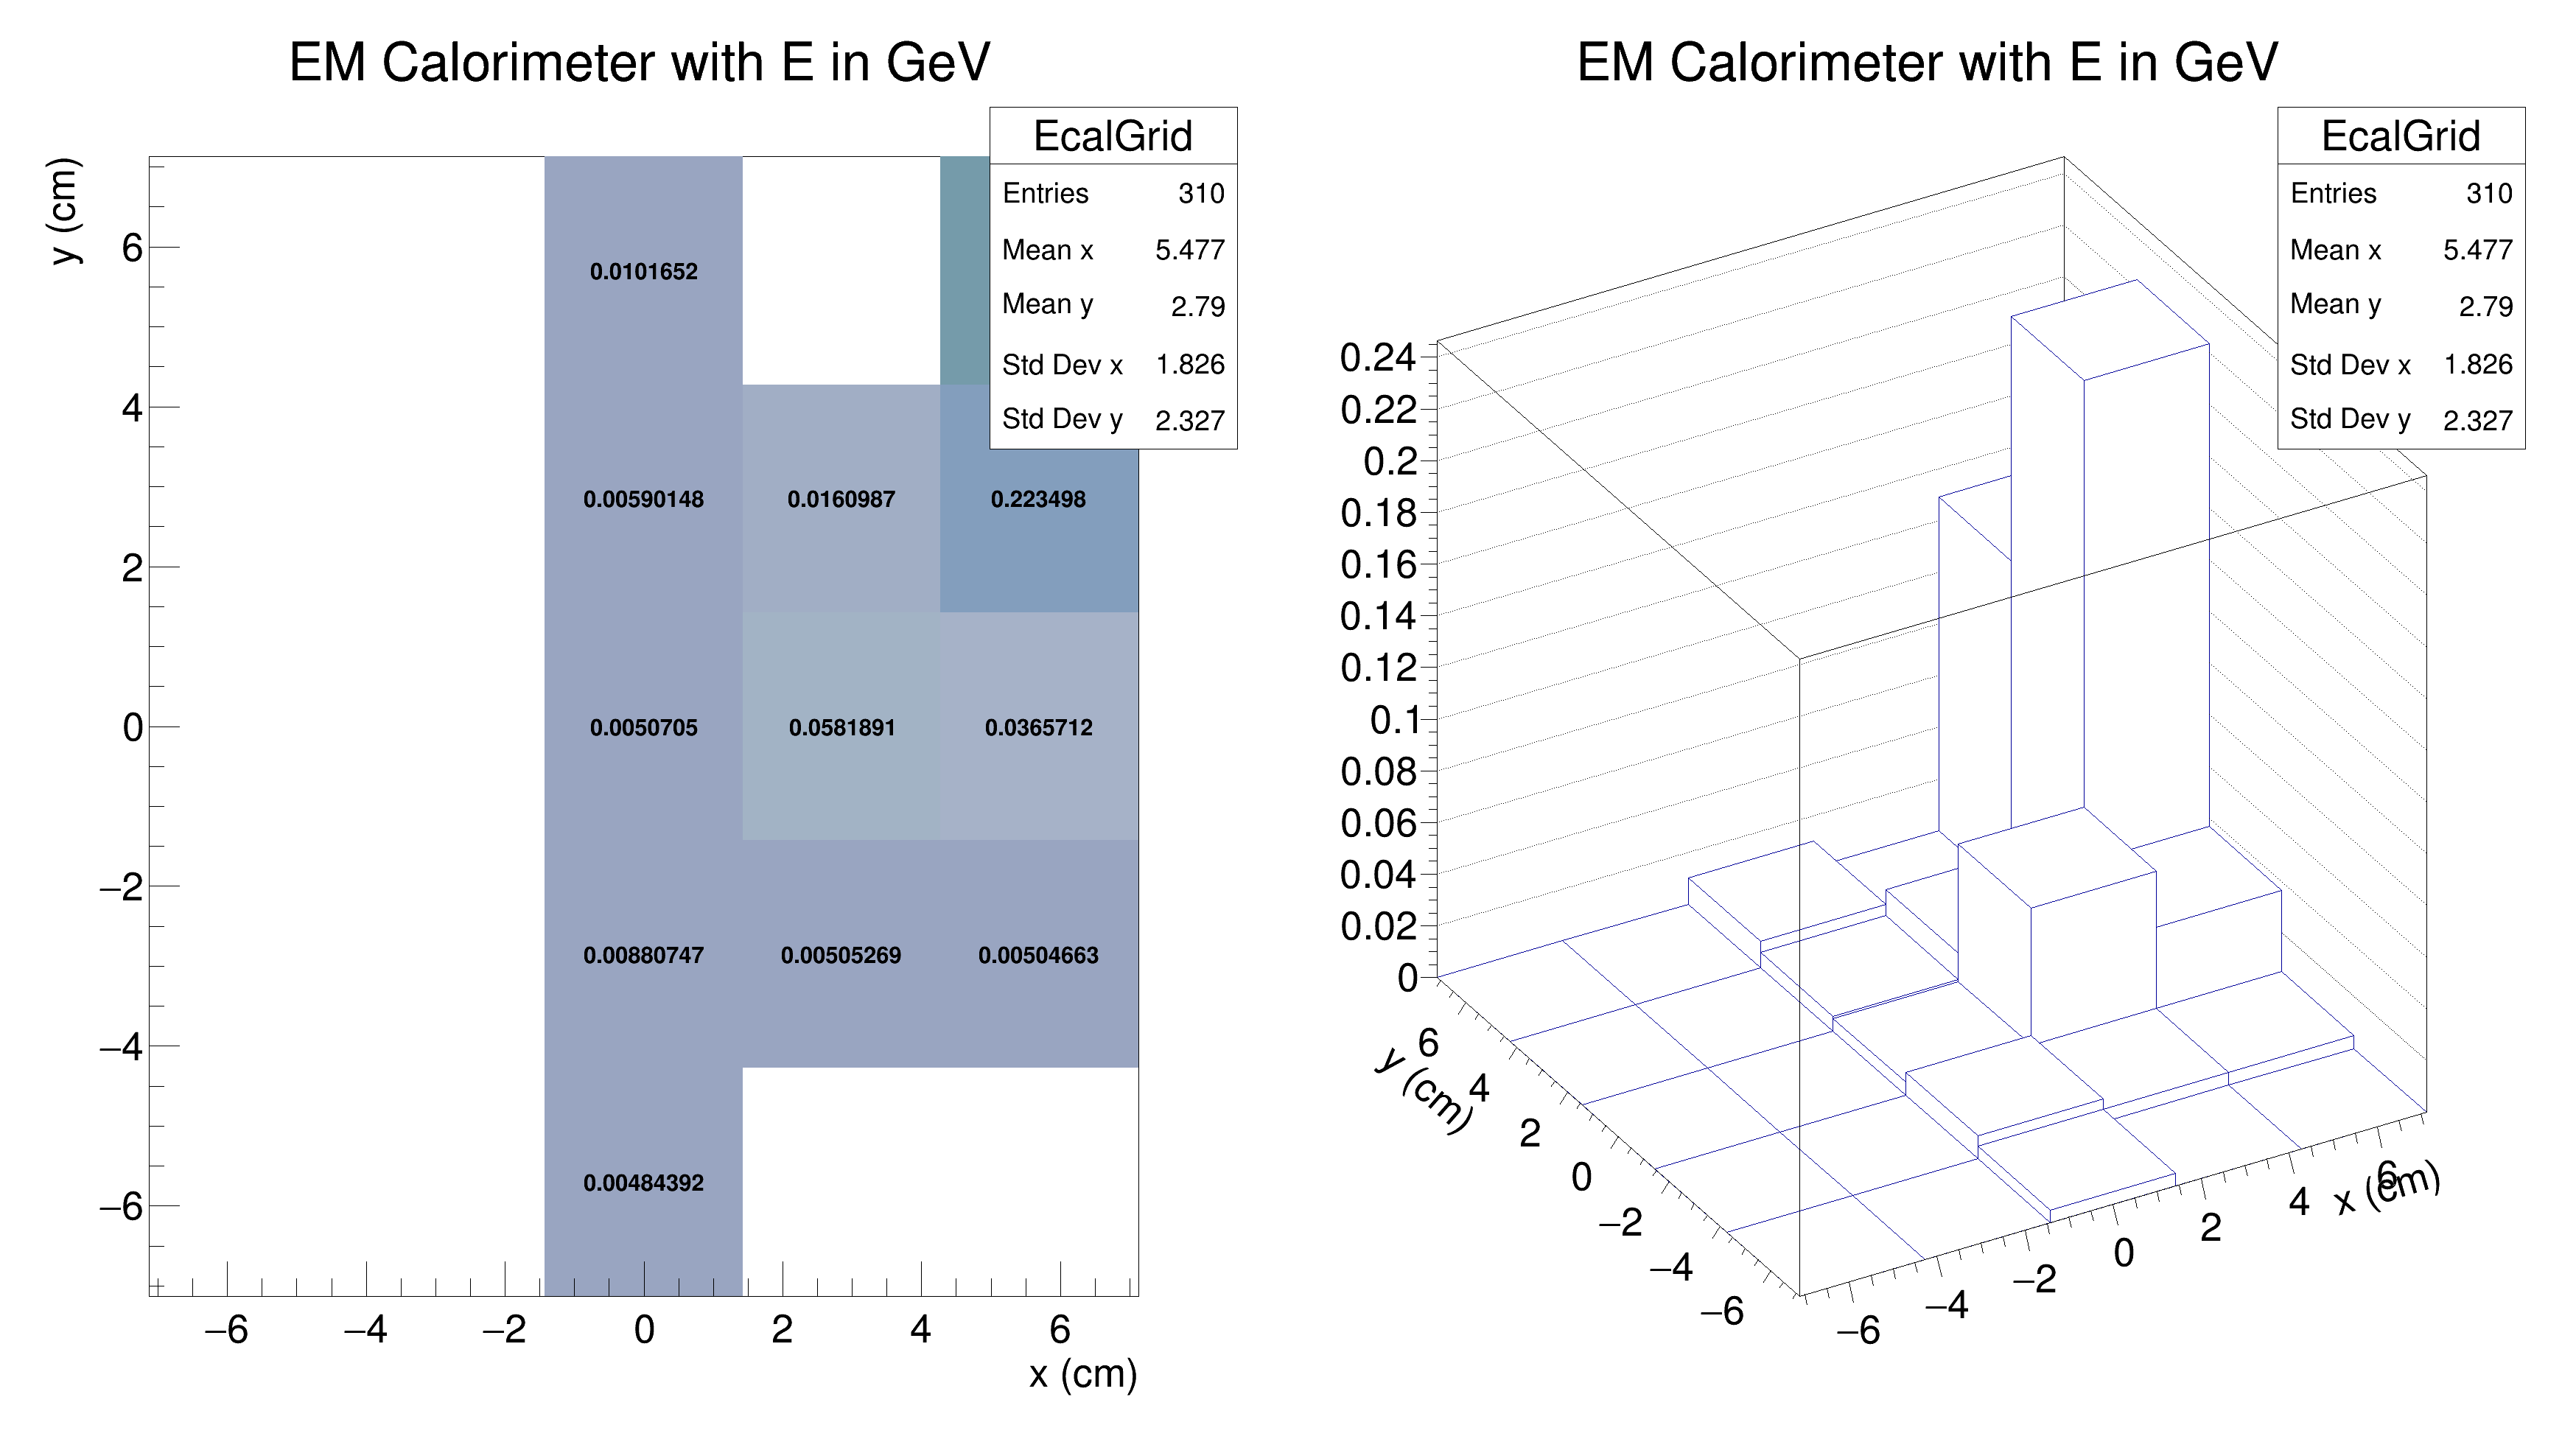 EM Calorimeter with E in GeV
EcalGrid
Entries 310
Mean x 5.477
Mean y 2.79
Std Dev x 1.826
Std Dev y 2.327
y (cm)
6
4
2
0
−2
−4
−6
0.0101652
0.00590148 0.0160987 0.223498
0.0050705 0.0581891 0.0365712
0.00880747 0.00505269 0.00504663
0.00484392
−6 −4 −2 0 2 4 6
x (cm)
EM Calorimeter with E in GeV
EcalGrid
Entries 310
Mean x 5.477
Mean y 2.79
Std Dev x 1.826
Std Dev y 2.327
0.24
0.22
0.2
0.18
0.16
0.14
0.12
0.1
0.08
0.06
0.04
0.02
0
y (cm)
6
4
2
0
−2
−4
−6
−6
−4
−2
0
2
4
6
x (cm)